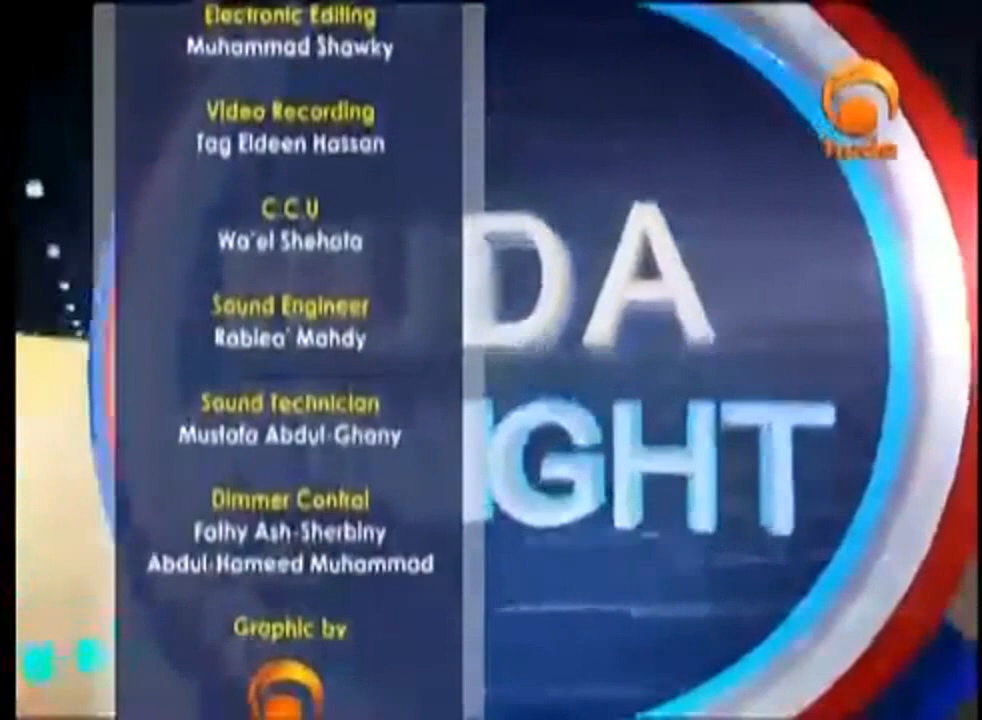 Electronic Editing
Muhammad Shawky
Video Recording
Tag Eldeen Hassan
C.C.U
Wa'el Shehata
Sound Engineer
Rabiea' Mahdy
Sound Technician
Mustafa Abdul-Ghany
Dimmer Control
Fathy Ash-Sherbiny
Abdul-Hameed Muhammad
Graphic by
Huda
DA
IGHT